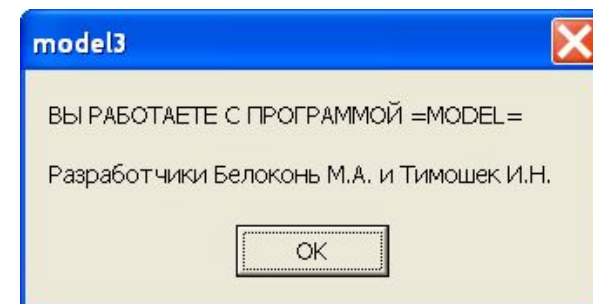 model3
ВЫ РАБОТАЕТЕ С ПРОГРАММОЙ =MODEL=
Разработчики Белоконь М.А. и Тимошек И.Н.
OK